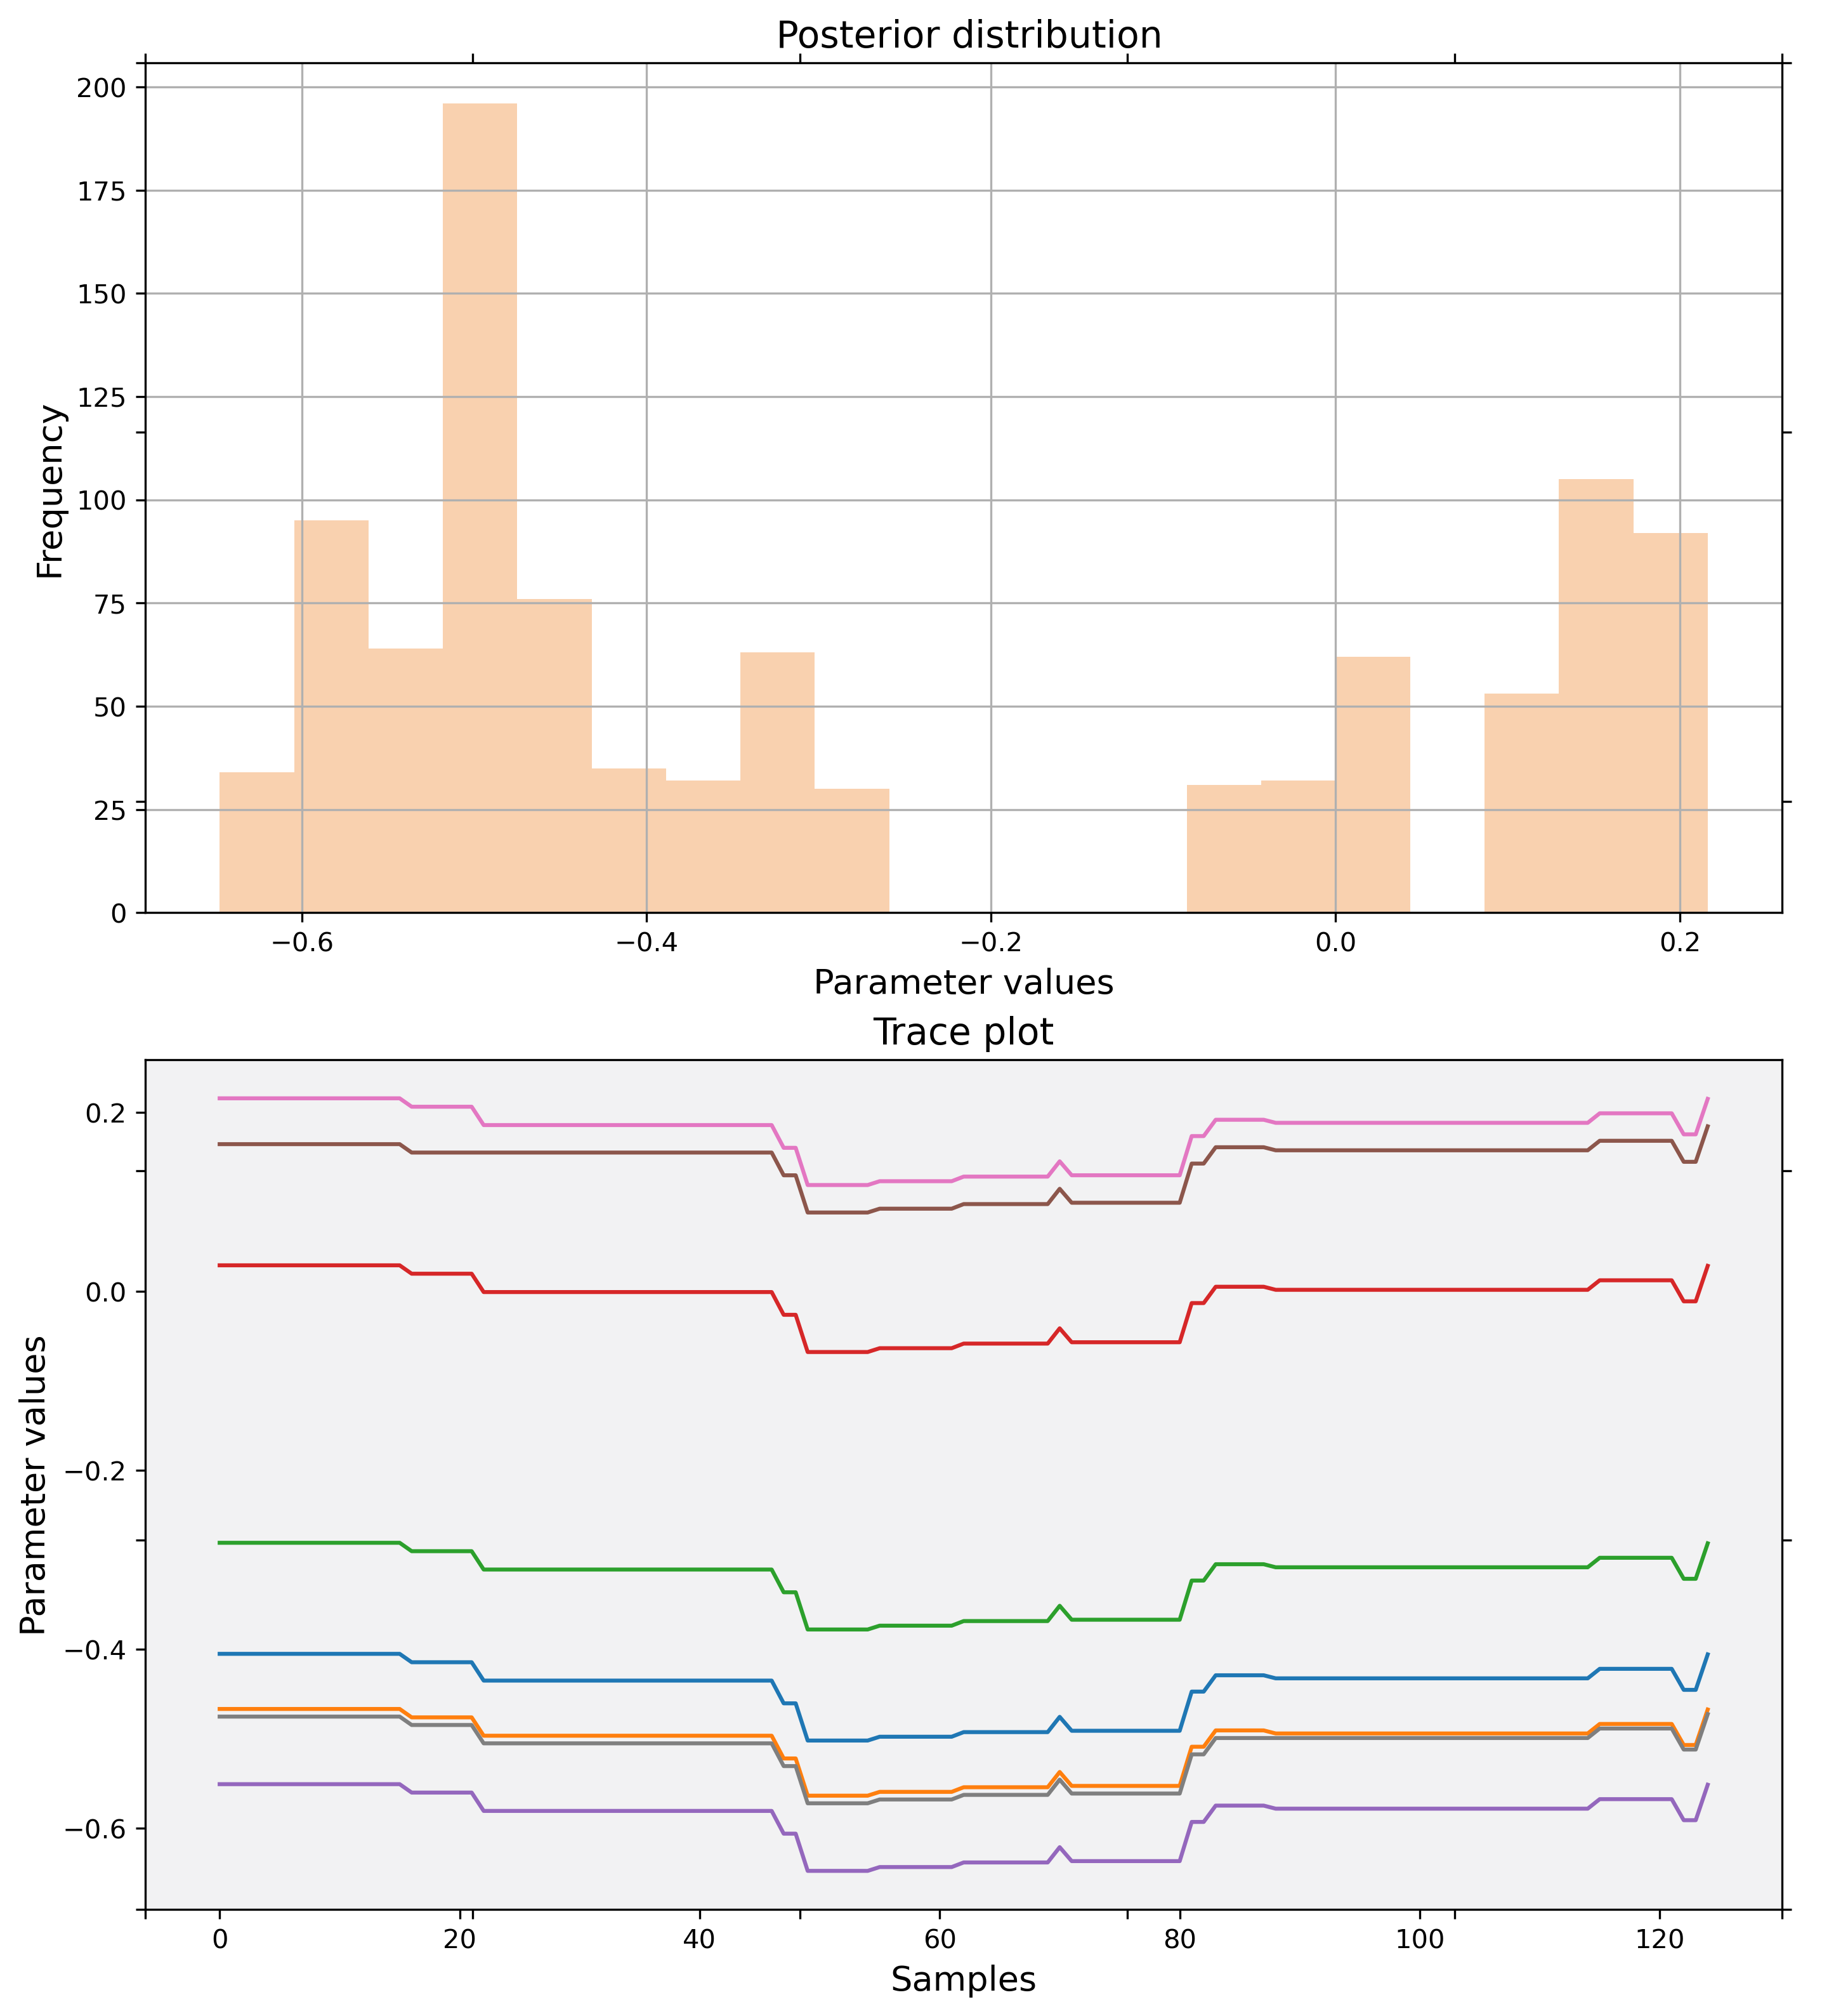 Posterior distribution
200
175
150
125
100
75
50
25
0
Frequency
−0.6 −0.4 −0.2 0.0 0.2
Parameter values
Trace plot
0.2
0.0
−0.2
−0.4
−0.6
Parameter values
0 20 40 60 80 100 120
Samples